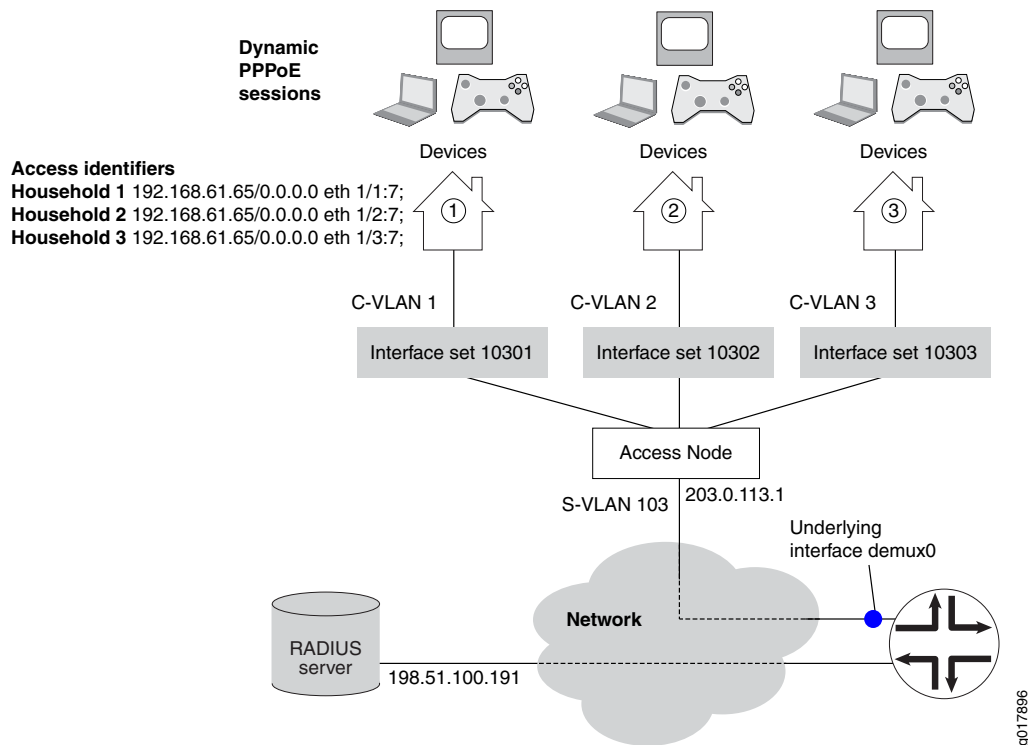 Dynamic
PPPoE
sessions
Devices
Devices
Devices
Access identifiers
Household 1 192.168.61.65/0.0.0.0 eth 1/1:7;
Household 2 192.168.61.65/0.0.0.0 eth 1/2:7;
Household 3 192.168.61.65/0.0.0.0 eth 1/3:7;
1
2
3
C-VLAN 1
C-VLAN 2
C-VLAN 3
Interface set 10301
Interface set 10302
Interface set 10303
Access Node
S-VLAN 103
203.0.113.1
Underlying
interface demux0
Network
RADIUS
server
198.51.100.191
g017896